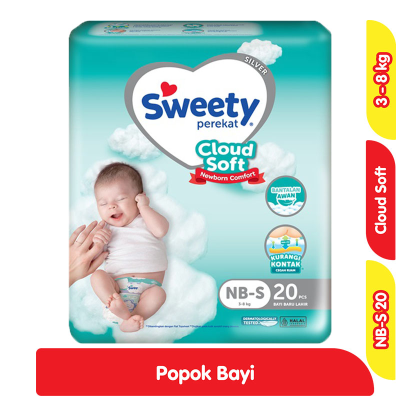 SILVER
Sweety
perekat
Cloud
Soft
Newborn Comfort
BANTALAN
AWAN
KURANGI
KONTAK
NB-S 20 PCS
3-8 kg
BAYI BARU LAHIR
DERMATOLOGICALLY
TESTED
HALAL
3-8 kg
Cloud Soft
NB-S 20
Popok Bayi